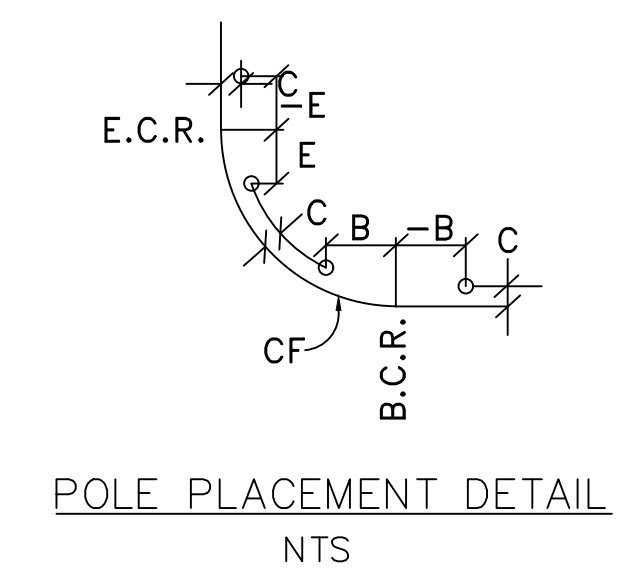 C
-E
E.C.R.
E
C
B
-B
C
CF
B.C.R.
POLE PLACEMENT DETAIL
NTS